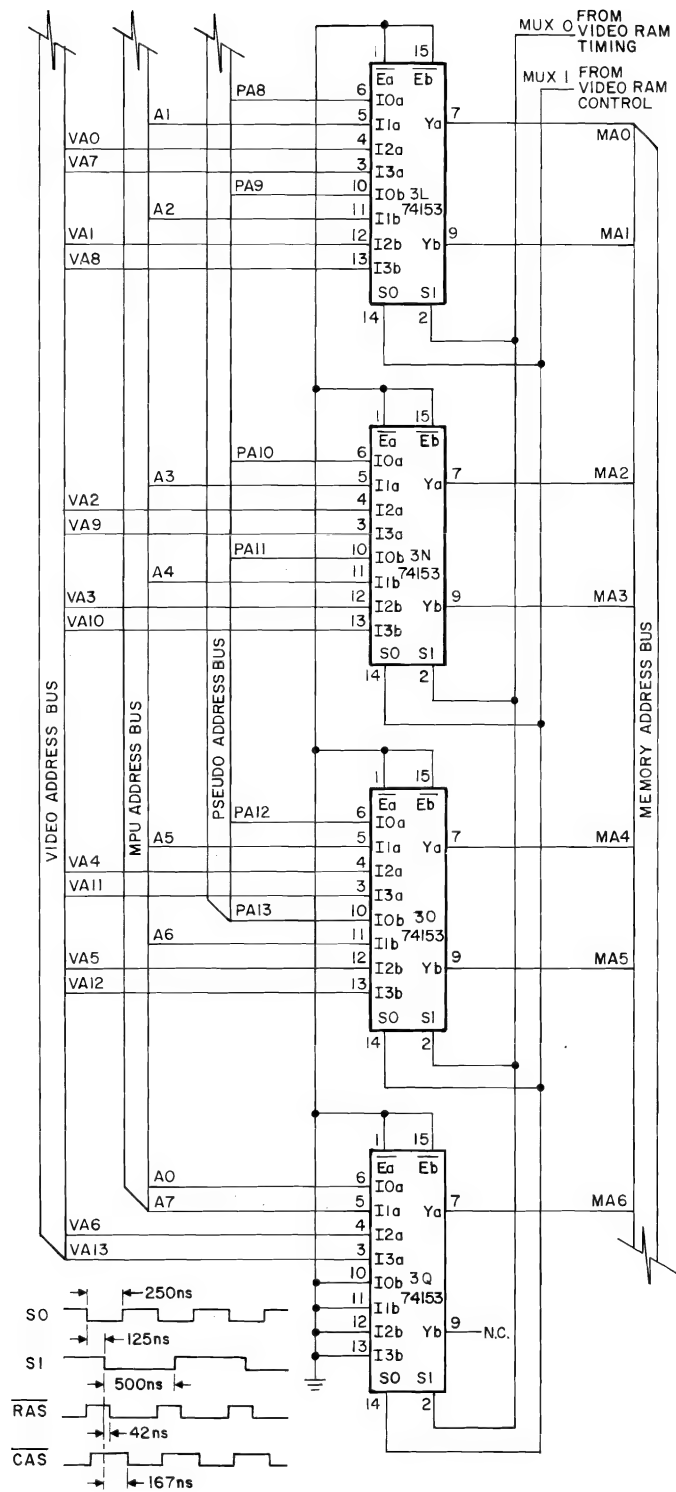 MUX 0 FROM
VIDEO RAM
TIMING
MUX 1 FROM
VIDEO RAM
CONTROL
1 15
Ea Eb
PA8 6 I0a
A1 5 I1a Ya 7 MA0
VA0 4 I2a
VA7 3 I3a
PA9 10 I0b 3L
A2 11 I1b 74153
VA1 12 I2b Yb 9 MA1
VA8 13 I3b
S0 S1
14 2
1 15
Ea Eb
PA10 6 I0a
A3 5 I1a Ya 7 MA2
VA2 4 I2a
VA9 3 I3a
PA11 10 I0b 3N
A4 11 I1b 74153
VA3 12 I2b Yb 9 MA3
VA10 13 I3b
S0 S1
14 2
VIDEO ADDRESS BUS
MPU ADDRESS BUS
PSEUDO ADDRESS BUS
MEMORY ADDRESS BUS
1 15
Ea Eb
PA12 6 I0a
A5 5 I1a Ya 7 MA4
VA4 4 I2a
VA11 3 I3a
PA13 10 I0b 3O
A6 11 I1b 74153
VA5 12 I2b Yb 9 MA5
VA12 13 I3b
S0 S1
14 2
1 15
Ea Eb
A0 6 I0a
A7 5 I1a Ya 7 MA6
VA6 4 I2a
VA13 3 I3a
10 I0b 3Q
11 I1b 74153
12 I2b Yb 9 N.C.
13 I3b
S0 S1
14 2
250ns
S0
125ns
S1
500ns
RAS
42ns
CAS
167ns